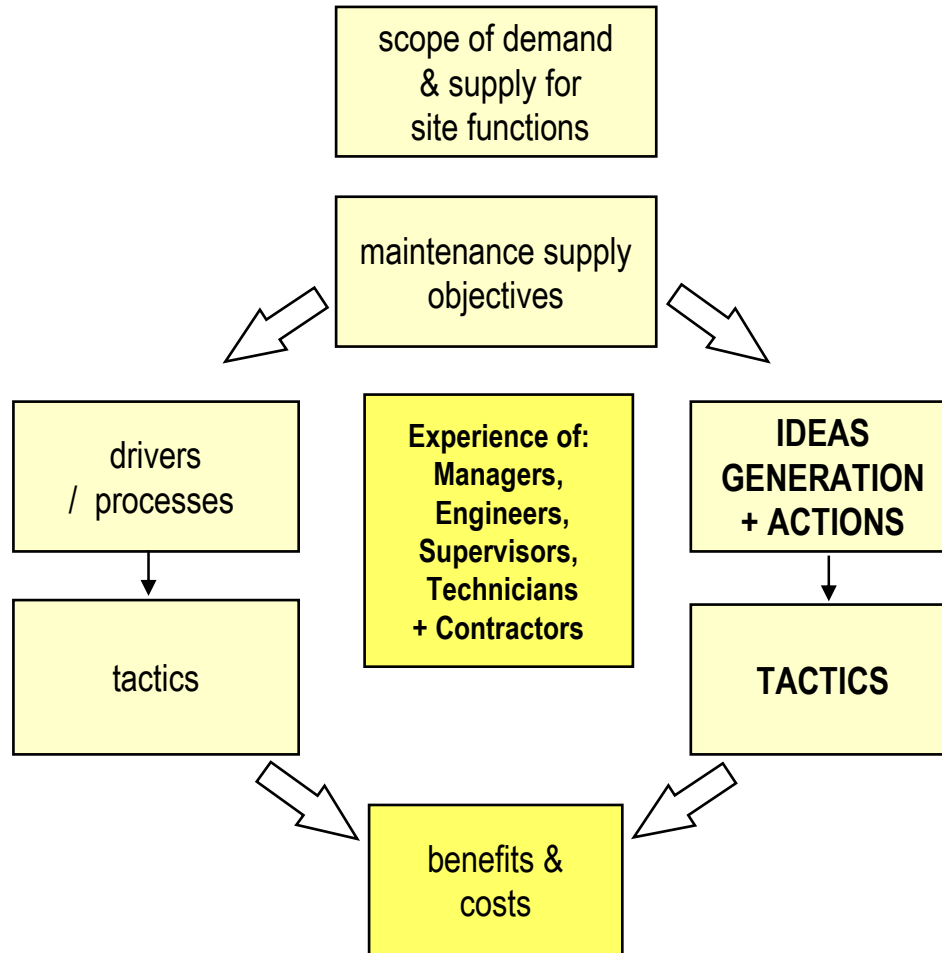 scope of demand
& supply for
site functions
maintenance supply
objectives
drivers
/ processes
Experience of:
Managers,
Engineers,
Supervisors,
Technicians
+ Contractors
IDEAS
GENERATION
+ ACTIONS
tactics
TACTICS
benefits &
costs